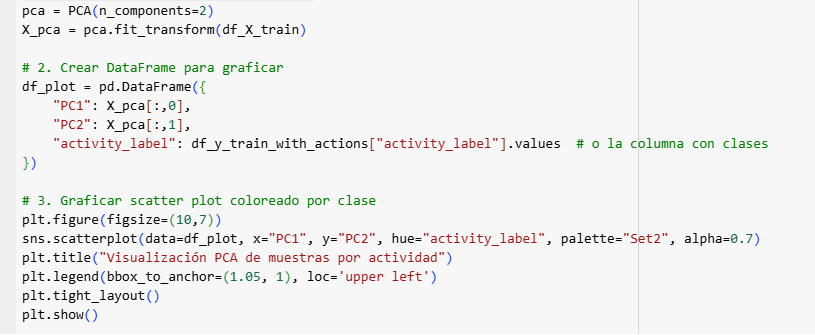 pca = PCA(n_components=2)
X_pca = pca.fit_transform(df_X_train)

# 2. Crear DataFrame para graficar
df_plot = pd.DataFrame({
    "PC1": X_pca[:,0],
    "PC2": X_pca[:,1],
    "activity_label": df_y_train_with_actions["activity_label"].values  # o la columna con clases
})

# 3. Graficar scatter plot coloreado por clase
plt.figure(figsize=(10,7))
sns.scatterplot(data=df_plot, x="PC1", y="PC2", hue="activity_label", palette="Set2", alpha=0.7)
plt.title("Visualización PCA de muestras por actividad")
plt.legend(bbox_to_anchor=(1.05, 1), loc='upper left')
plt.tight_layout()
plt.show()